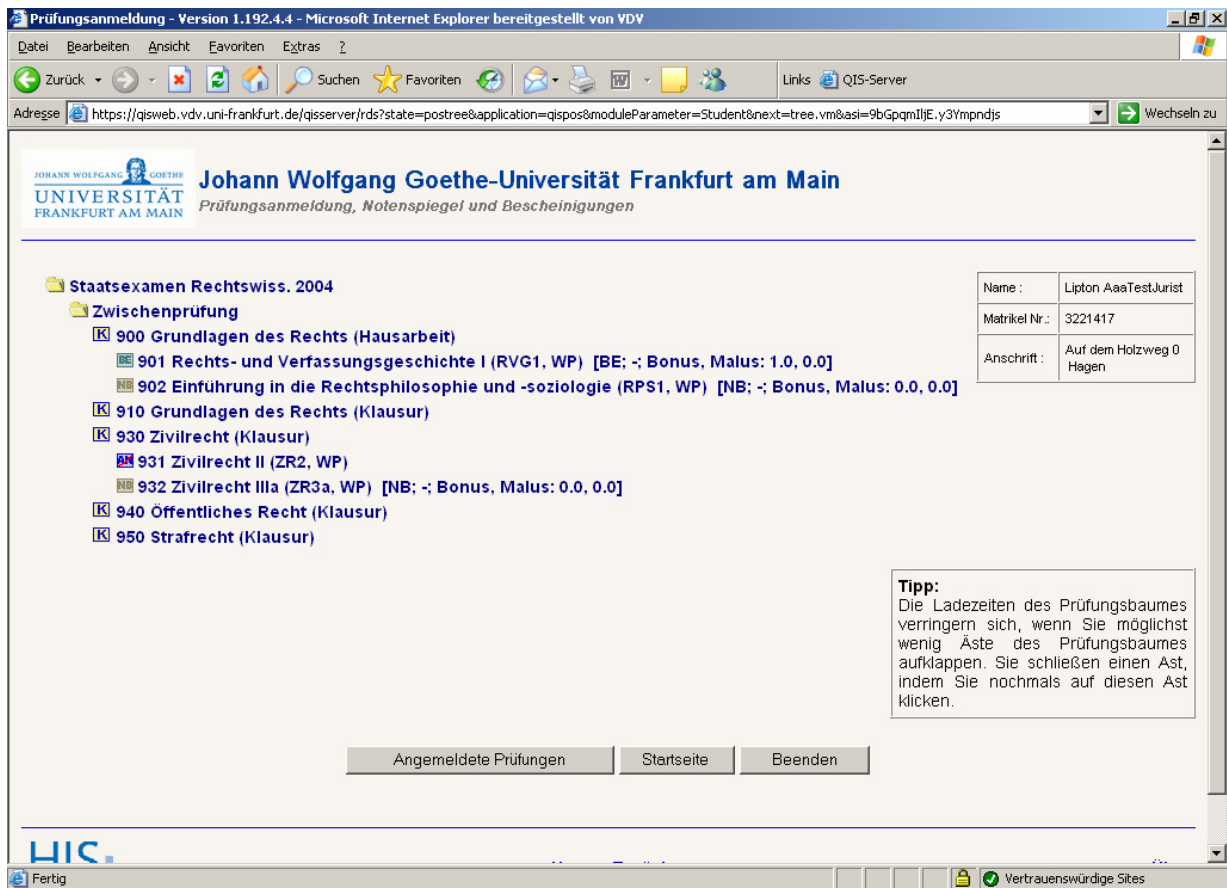 Prüfungsanmeldung - Version 1.192.4.4 - Microsoft Internet Explorer bereitgestellt von VDV
Datei Bearbeiten Ansicht Favoriten Extras ?
Zurück Suchen Favoriten Links QIS-Server
Adresse https://qisweb.vdv.uni-frankfurt.de/qisserver/rds?state=postree&application=qispos&moduleParameter=Student&next=tree.vm&asi=9bGpqmIljE.y3Ympndjs Wechseln zu
JOHANN WOLFGANG GOETHE
UNIVERSITÄT
FRANKFURT AM MAIN
Johann Wolfgang Goethe-Universität Frankfurt am Main
Prüfungsanmeldung, Notenspiegel und Bescheinigungen
Staatsexamen Rechtswiss. 2004
Zwischenprüfung
K 900 Grundlagen des Rechts (Hausarbeit)
BE 901 Rechts- und Verfassungsgeschichte I (RVG1, WP) [BE; -; Bonus, Malus: 1.0, 0.0]
NB 902 Einführung in die Rechtsphilosophie und -soziologie (RPS1, WP) [NB; -; Bonus, Malus: 0.0, 0.0]
K 910 Grundlagen des Rechts (Klausur)
K 930 Zivilrecht (Klausur)
AN 931 Zivilrecht II (ZR2, WP)
NB 932 Zivilrecht IIIa (ZR3a, WP) [NB; -; Bonus, Malus: 0.0, 0.0]
K 940 Öffentliches Recht (Klausur)
K 950 Strafrecht (Klausur)
Name : Lipton AaaTestJurist
Matrikel Nr.: 3221417
Anschrift : Auf dem Holzweg 0
Hagen
Tipp:
Die Ladezeiten des Prüfungsbaumes
verringern sich, wenn Sie möglichst
wenig Äste des Prüfungsbaumes
aufklappen. Sie schließen einen Ast,
indem Sie nochmals auf diesen Ast
klicken.
Angemeldete Prüfungen Startseite Beenden
HIS
Fertig Vertrauenswürdige Sites